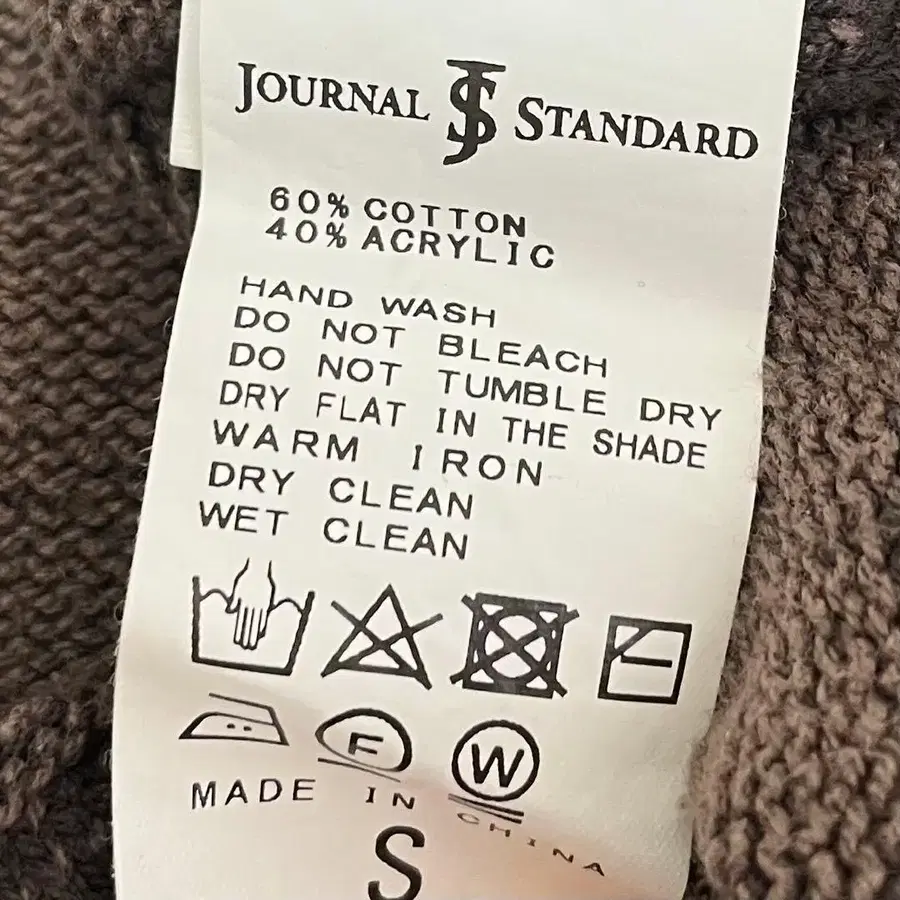 JOURNAL JS STANDARD
60% COTTON
40% ACRYLIC
HAND WASH
DO NOT BLEACH
DO NOT TUMBLE DRY
DRY FLAT IN THE SHADE
WARM IRON
DRY CLEAN
WET CLEAN
F W
MADE IN CHINA
S